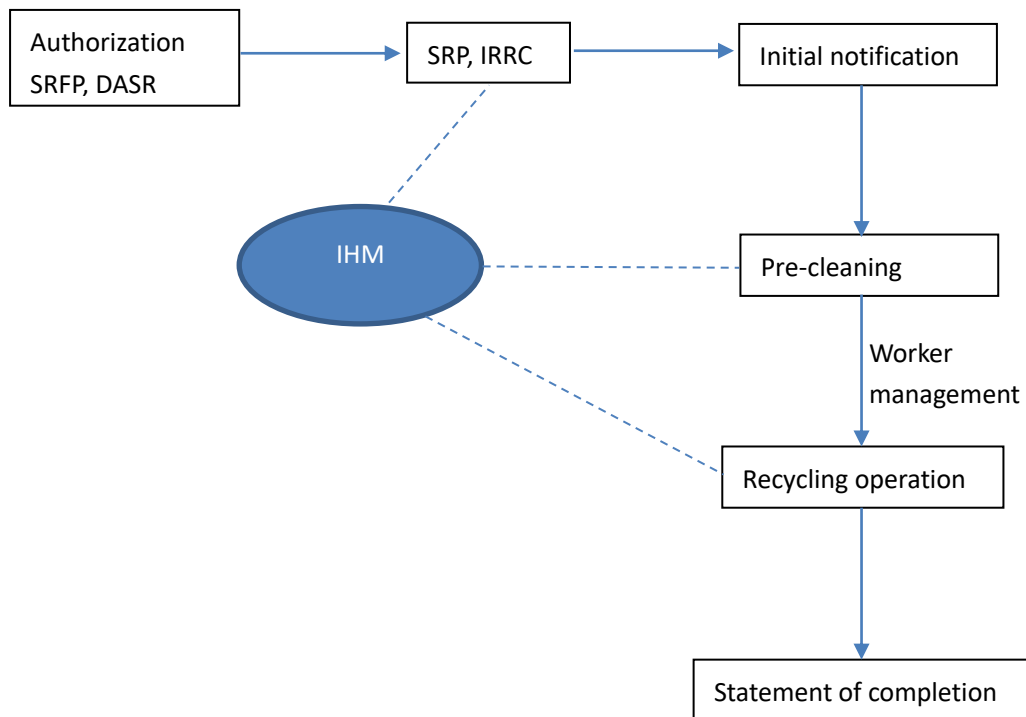 Authorization
SRFP, DASR
SRP, IRRC
Initial notification
IHM
Pre-cleaning
Worker
management
Recycling operation
Statement of completion